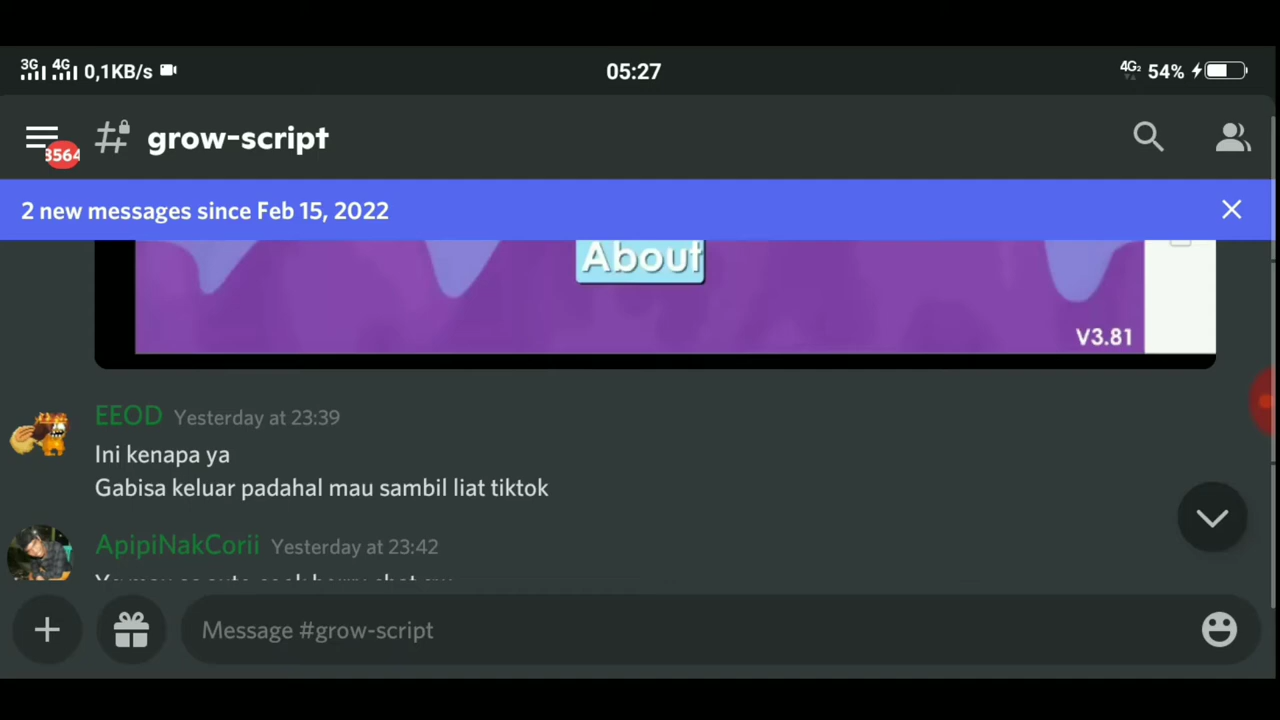 3G 4G 0,1KB/s 05:27 4G2 54%
3564 grow-script
2 new messages since Feb 15, 2022
About
V3.81
EEOD Yesterday at 23:39
Ini kenapa ya
Gabisa keluar padahal mau sambil liat tiktok
ApipiNakCorii Yesterday at 23:42
Message #grow-script